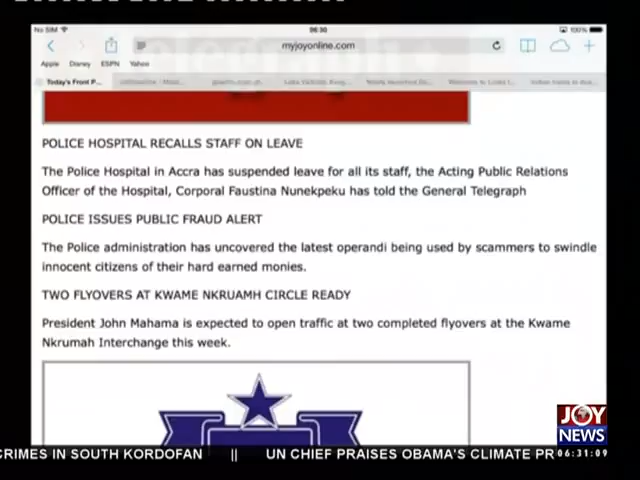 No SIM
06:30
100%
myjoyonline.com
Apple Disney ESPN Yahoo
Today's Front P...
POLICE HOSPITAL RECALLS STAFF ON LEAVE
The Police Hospital in Accra has suspended leave for all its staff, the Acting Public Relations
Officer of the Hospital, Corporal Faustina Nunekpeku has told the General Telegraph
POLICE ISSUES PUBLIC FRAUD ALERT
The Police administration has uncovered the latest operandi being used by scammers to swindle
innocent citizens of their hard earned monies.
TWO FLYOVERS AT KWAME NKRUAMH CIRCLE READY
President John Mahama is expected to open traffic at two completed flyovers at the Kwame
Nkrumah Interchange this week.
JOY
NEWS
CRIMES IN SOUTH KORDOFAN || UN CHIEF PRAISES OBAMA'S CLIMATE PR
06:31:09